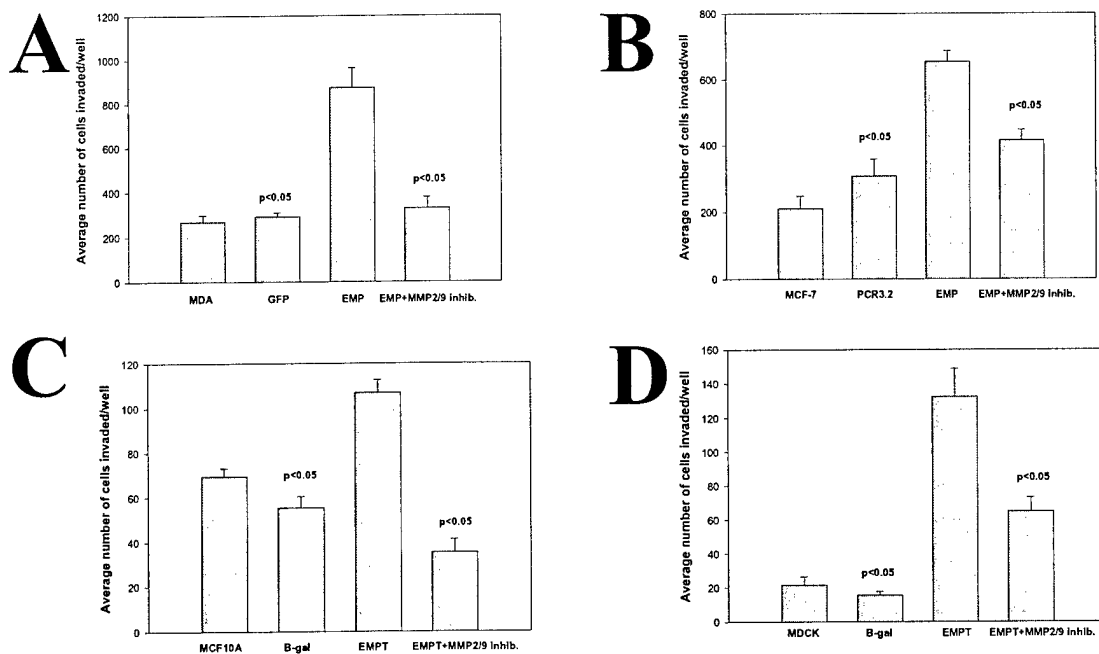 A
Average number of cells invaded/well
1200
1000
800
600
400
200
0
p<0.05
p<0.05
MDA GFP EMP EMP+MMP2/9 inhib.
B
Average number of cells invaded/well
800
600
400
200
0
p<0.05
p<0.05
MCF-7 PCR3.2 EMP EMP+MMP2/9 inhib.
C
Average number of cells invaded/well
120
100
80
60
40
20
0
p<0.05
p<0.05
MCF10A B-gal EMPT EMPT+MMP2/9 inhib.
D
Average number of cells invaded/well
160
140
120
100
80
60
40
20
0
p<0.05
p<0.05
MDCK B-gal EMPT EMPT+MMP2/9 inhib.